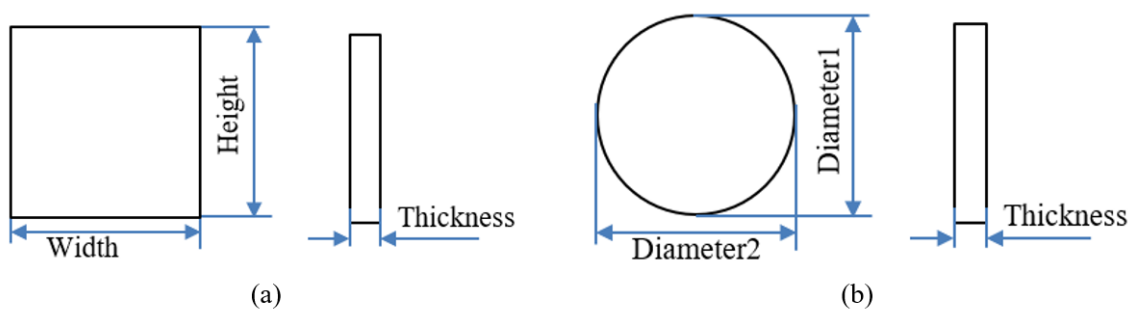 Height
Thickness
Width
(a)
Diameter1
Thickness
Diameter2
(b)